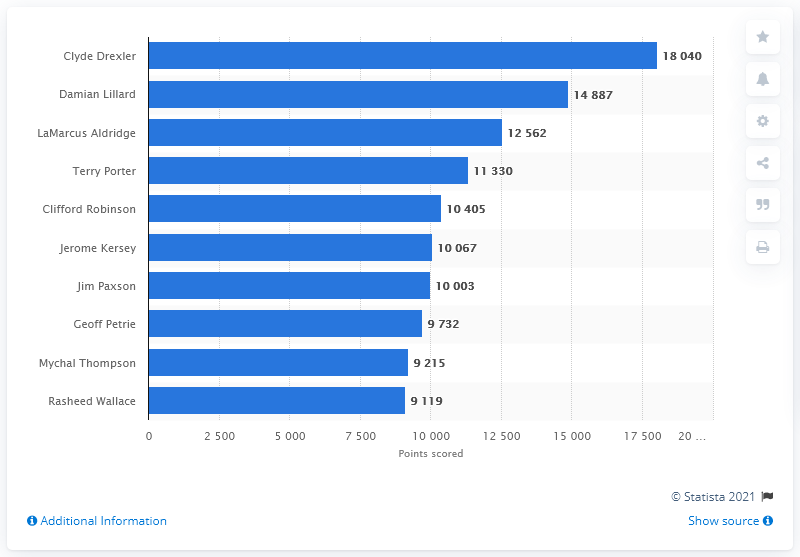 Clyde Drexler 18 040
Damian Lillard 14 887
LaMarcus Aldridge 12 562
Terry Porter 11 330
Clifford Robinson 10 405
Jerome Kersey 10 067
Jim Paxson 10 003
Geoff Petrie 9 732
Mychal Thompson 9 215
Rasheed Wallace 9 119
0 2 500 5 000 7 500 10 000 12 500 15 000 17 500 20 ...
Points scored
© Statista 2021
Additional Information Show source